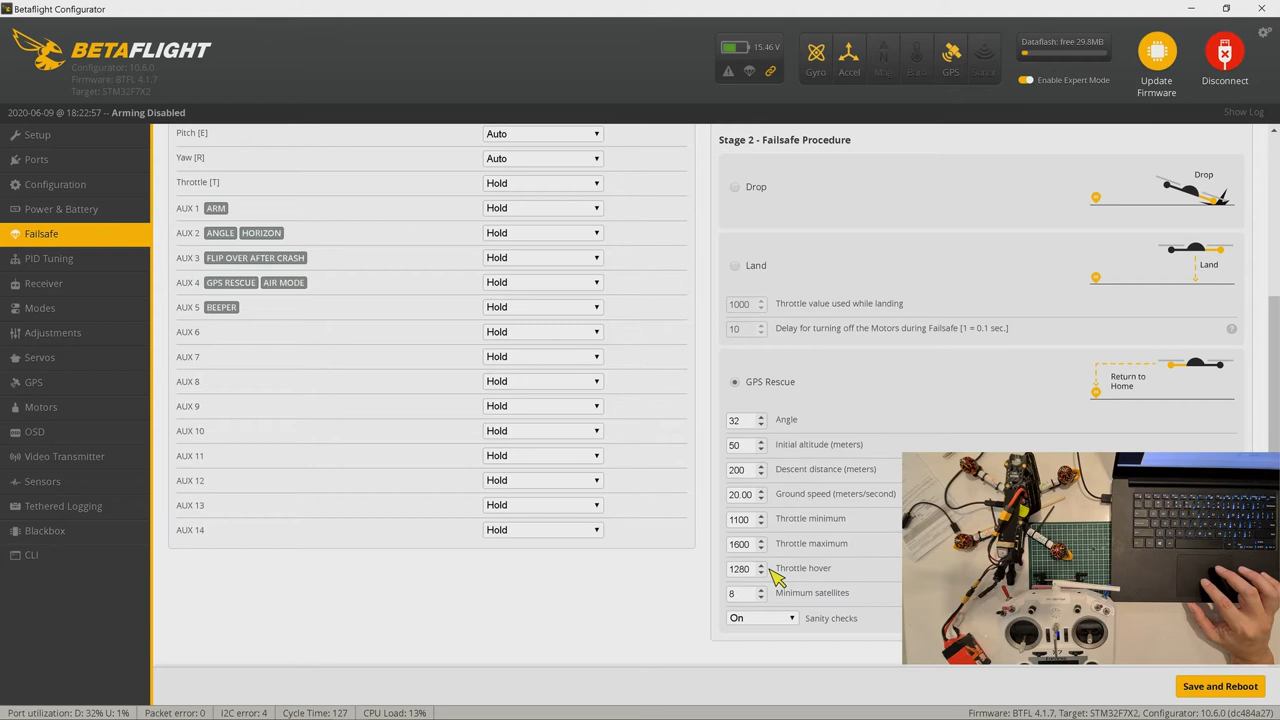 Betaflight Configurator
BETAFLIGHT
Configurator: 10.6.0
Firmware: BTFL 4.1.7
Target: STM32F7X2
15.46 V
Gyro
Accel
Mag
Baro
GPS
Sonar
Dataflash: free 29.8MB
Enable Expert Mode
Update
Firmware
Disconnect
2020-06-09 @ 18:22:57 -- Arming Disabled
Show Log
Setup
Ports
Configuration
Power & Battery
Failsafe
PID Tuning
Receiver
Modes
Adjustments
Servos
GPS
Motors
OSD
Video Transmitter
Sensors
Tethered Logging
Blackbox
CLI
Pitch [E] Auto
Yaw [R] Auto
Throttle [T] Hold
AUX 1 ARM Hold
AUX 2 ANGLE HORIZON Hold
AUX 3 FLIP OVER AFTER CRASH Hold
AUX 4 GPS RESCUE AIR MODE Hold
AUX 5 BEEPER Hold
AUX 6 Hold
AUX 7 Hold
AUX 8 Hold
AUX 9 Hold
AUX 10 Hold
AUX 11 Hold
AUX 12 Hold
AUX 13 Hold
AUX 14 Hold
Stage 2 - Failsafe Procedure
Drop
Drop
Land
Land
1000 Throttle value used while landing
10 Delay for turning off the Motors during Failsafe [1 = 0.1 sec.]
?
GPS Rescue
Return to
Home
32 Angle
50 Initial altitude (meters)
200 Descent distance (meters)
20.00 Ground speed (meters/second)
1100 Throttle minimum
1600 Throttle maximum
1280 Throttle hover
8 Minimum satellites
On Sanity checks
Save and Reboot
Port utilization: D: 32% U: 1%
Packet error: 0
I2C error: 4
Cycle Time: 127
CPU Load: 13%
Firmware: BTFL 4.1.7, Target: STM32F7X2, Configurator: 10.6.0 (dc484a27)